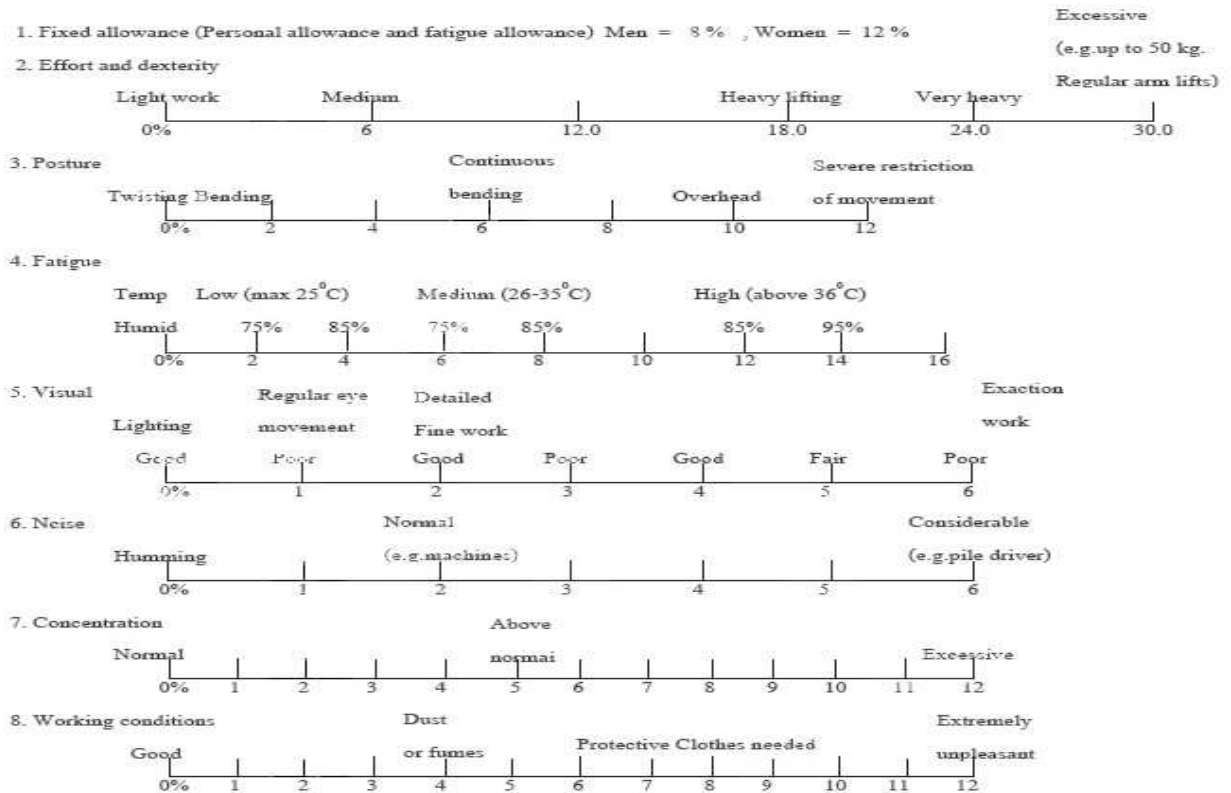 Excessive
1. Fixed allowance (Personal allowance and fatigue allowance) Men = 8 % , Women = 12 %
(e.g.up to 50 kg.
2. Effort and dexterity
Regular arm lifts)
Light work Medium Heavy lifting Very heavy
0% 6 12.0 18.0 24.0 30.0
3. Posture Continuous Severe restriction
Twisting Bending bending Overhead of movement
0% 2 4 6 8 10 12
4. Fatigue
Temp Low (max 25⁰C) Medium (26-35⁰C) High (above 36⁰C)
Humid 75% 85% 75% 85% 85% 95%
0% 2 4 6 8 10 12 14 16
5. Visual Regular eye Detailed Exaction
Lighting movement Fine work work
Good Poor Good Poor Good Fair Poor
0% 1 2 3 4 5 6
6. Noise Normal Considerable
Humming (e.g.machines) (e.g.pile driver)
0% 1 2 3 4 5 6
7. Concentration Above
Normal normai Excessive
0% 1 2 3 4 5 6 7 8 9 10 11 12
8. Working conditions Dust Extremely
Good or fumes Protective Clothes needed unpleasant
0% 1 2 3 4 5 6 7 8 9 10 11 12